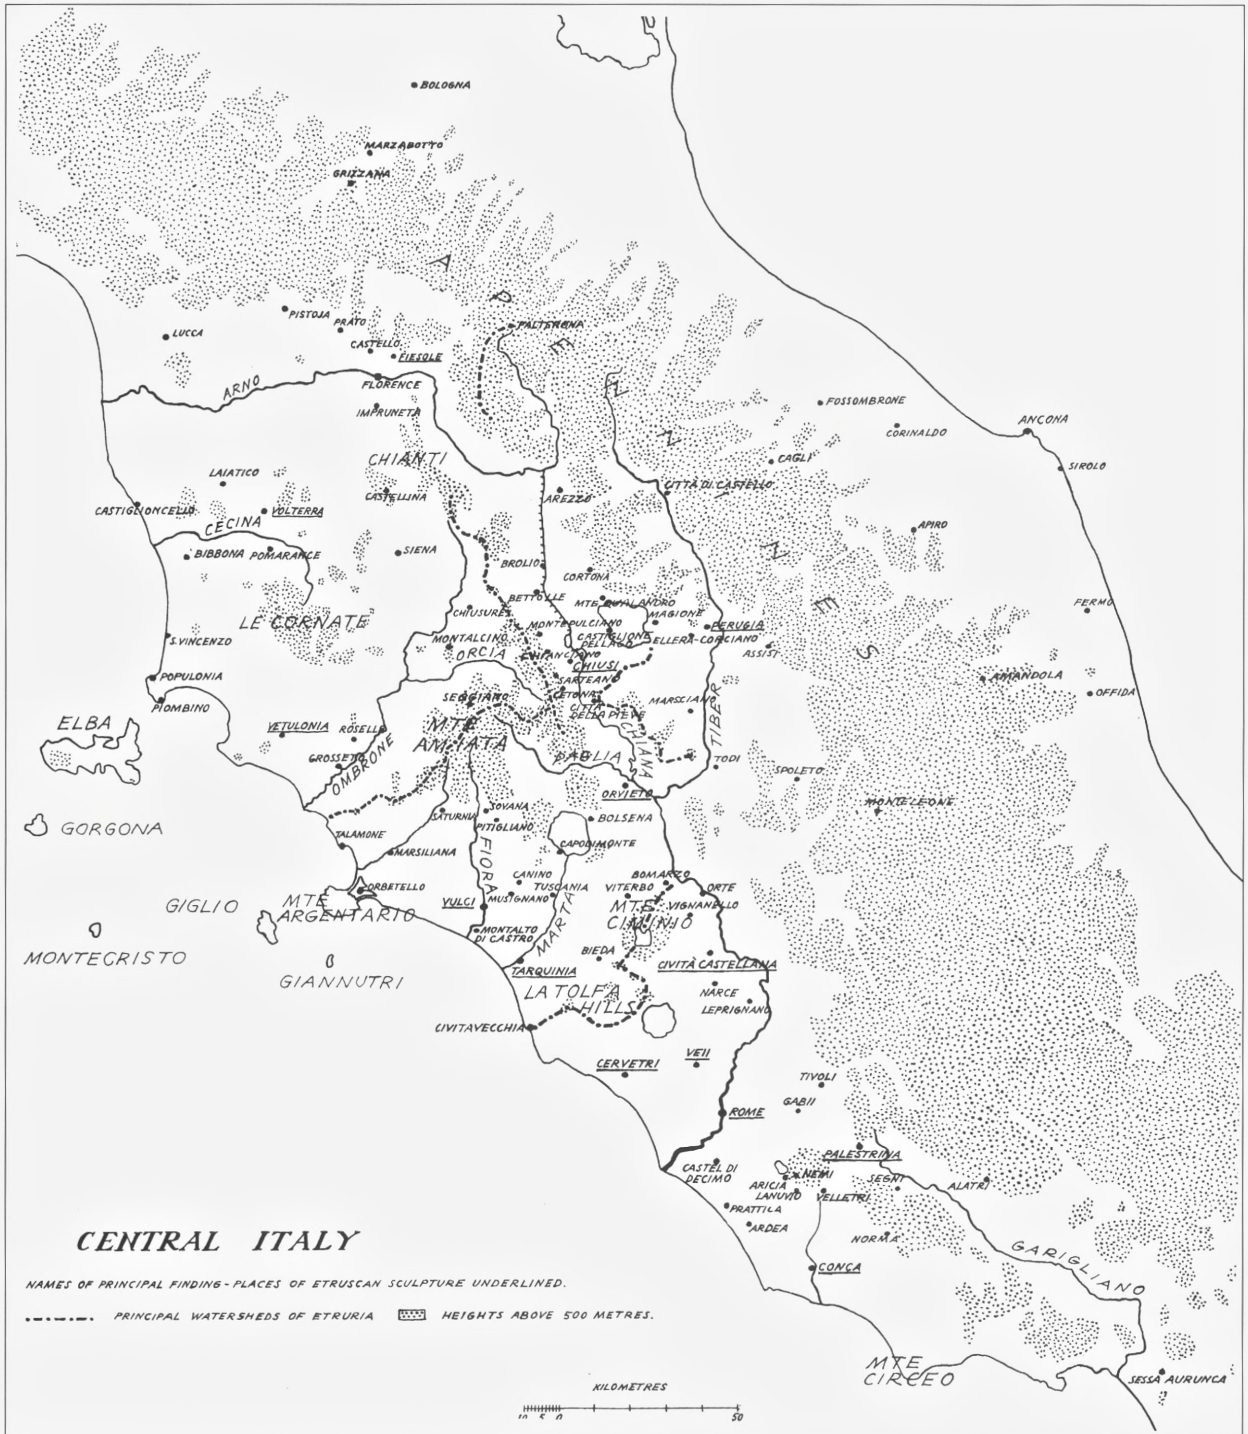 BOLOGNA
MARZABOTTO
GRIZZANA
A
P
PISTOJA
PRATO
LUCCA
CASTELLO
FIESOLE
FALTERONA
E
ARNO
FLORENCE
IMPRUNETA
N
FOSSOMBRONE
ANCONA
CORINALDO
N
CHIANTI
CAGLI
SIROLO
LAIATICO
CASTELLINA
AREZZO
CITTÀ DI CASTELLO
I
CASTIGLIONCELLO
VOLTERRA
CECINA
APIRO
BIBBONA
POMARANCE
SIENA
N
BROLIO
CORTONA
BETTOLLE
MTE. GUALANDRO
E
FERMO
LE CORNATE
CHIUSURE
MAGIONE
MONTEPULCIANO
PERUGIA
S.VINCENZO
MONTALCINO
CASTIGLIONE
DEL LAGO
ELLERA-CORCIANO
ORCIA
CHIANCIANO
ASSISI
S
CHIUSI
POPULONIA
SARTEANO
AMANDOLA
SEGGIANO
CETONA
OFFIDA
PIOMBINO
CITTÀ
DELLA PIEVE
MARSCIANO
ELBA
VETULONIA
ROSELLE
MTE
AMIATA
CHIANA
TIBER
GROSSETO
OMBRONE
PAGLIA
TODI
SPOLETO
ORVIETO
MONTELEONE
SOVANA
SATURNIA
PITIGLIANO
BOLSENA
GORGONA
TALAMONE
FIORA
MARSILIANA
CAPODIMONTE
CANINO
BOMARZO
ORBETELLO
VITERBO
ORTE
MTE
ARGENTARIO
VULCI
MUSIGNANO
TUSCANIA
GIGLIO
MTE
CIMINIO
VIGNANELLO
MONTALTO
DI CASTRO
MARTA
MONTECRISTO
BIEDA
CIVITÀ CASTELLANA
TARQUINIA
GIANNUTRI
LA TOLFA
HILLS
NARCE
LEPRIGNANO
CIVITAVECCHIA
VEII
CERVETRI
TIVOLI
GABII
ROME
PALESTRINA
CASTEL DI
DECIMO
NEMI
ARICIA
SEGNI
ALATRI
LANUVIO
VELLETRI
PRATTICA
ARDEA
NORMA
GARIGLIANO
CONCA
CENTRAL ITALY
NAMES OF PRINCIPAL FINDING-PLACES OF ETRUSCAN SCULPTURE UNDERLINED.
PRINCIPAL WATERSHEDS OF ETRURIA
HEIGHTS ABOVE 500 METRES.
MTE
CIRCEO
SESSA AURUNCA
KILOMETRES
10 5 0 50